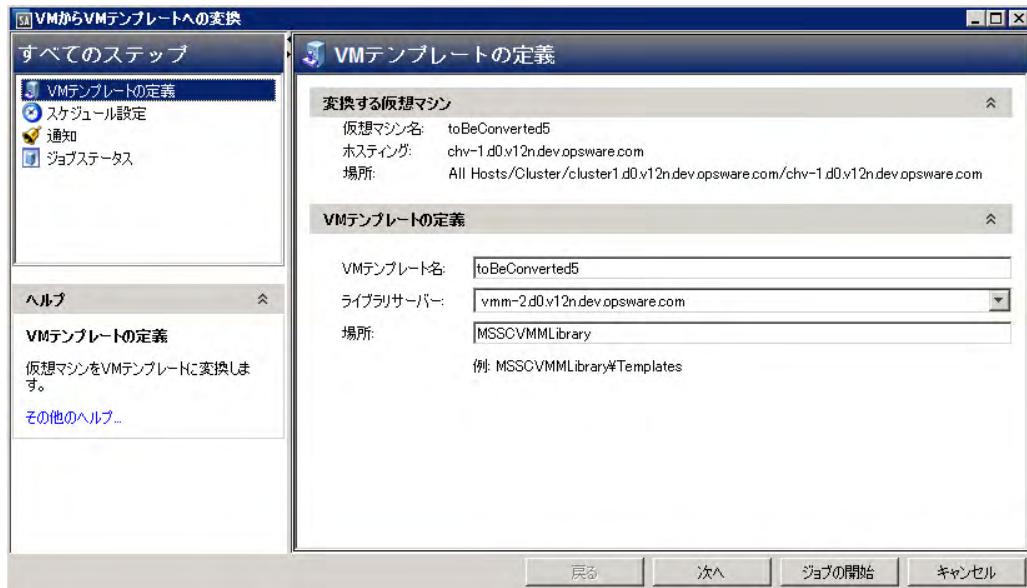 SA VMからVMテンプレートへの変換
すべてのステップ
VMテンプレートの定義
スケジュール設定
通知
ジョブステータス
ヘルプ
VMテンプレートの定義
仮想マシンをVMテンプレートに変換しま
す。
その他のヘルプ...
VMテンプレートの定義
変換する仮想マシン
仮想マシン名: toBeConverted5
ホスティング: chv-1.d0.v12n.dev.opsware.com
場所: All Hosts/Cluster/cluster1.d0.v12n.dev.opsware.com/chv-1.d0.v12n.dev.opsware.com
VMテンプレートの定義
VMテンプレート名: toBeConverted5
ライブラリサーバー: vmm-2.d0.v12n.dev.opsware.com
場所: MSSCVMMLibrary
例: MSSCVMMLibrary¥Templates
戻る 次へ ジョブの開始 キャンセル